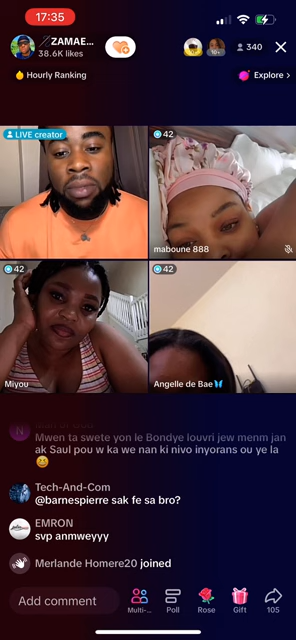 17:35
ZAMAE...
38.6K likes
10+
340
Hourly Ranking
Explore >
LIVE creator
42
maboune 888
42
Miyou
42
Angelle de Bae
N
Mwen ta swete yon le Bondye louvri jew menm jan
ak Saul pou w ka we nan ki nivo inyorans ou ye la
Tech-And-Com
@barnespierre sak fe sa bro?
EMRON
svp anmweyyy
Merlande Homere20 joined
Add comment
Multi-...
Poll
Rose
Gift
105